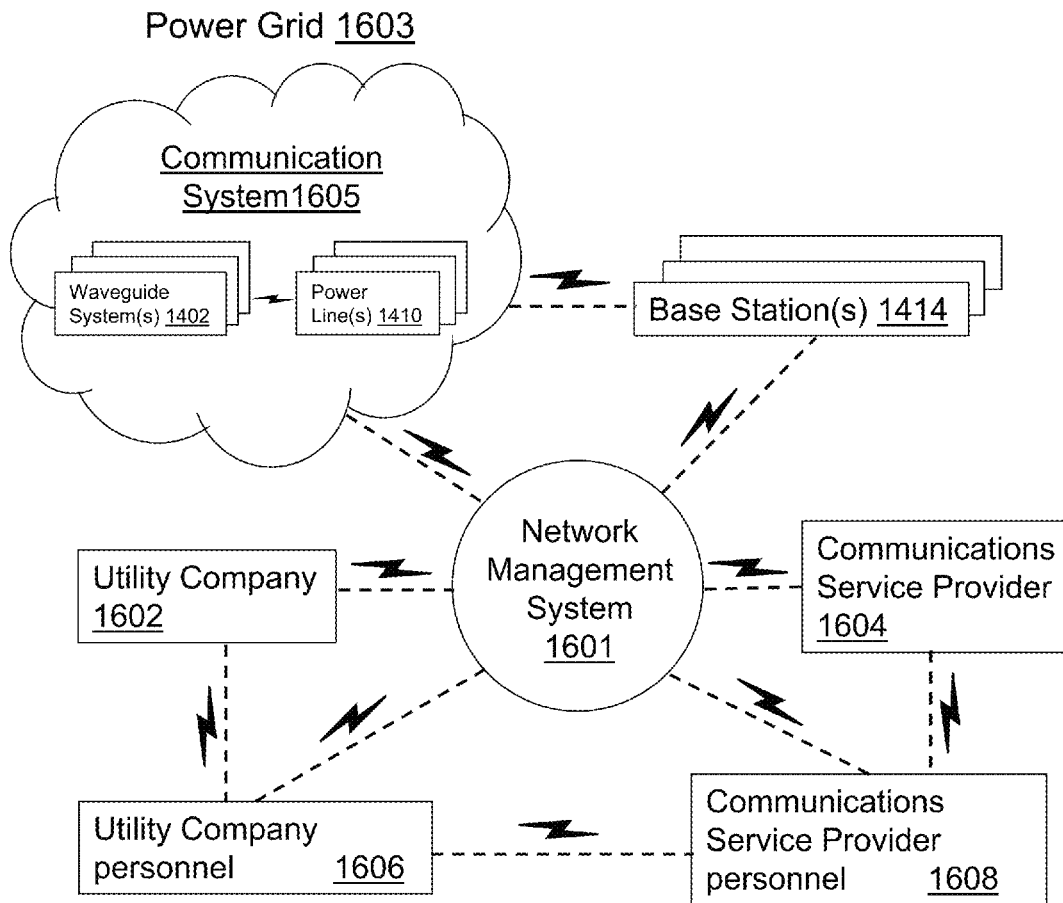 Power Grid 1603
Communication
System1605
Waveguide
System(s) 1402
Power
Line(s) 1410
Base Station(s) 1414
Network
Management
System
1601
Utility Company
1602
Communications
Service Provider
1604
Utility Company
personnel 1606
Communications
Service Provider
personnel 1608